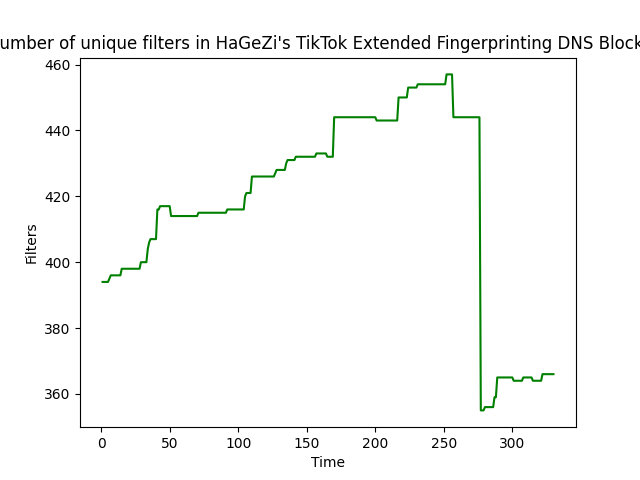 umber of unique filters in HaGeZi's TikTok Extended Fingerprinting DNS Block
460
440
420
400
380
360
Filters
0 50 100 150 200 250 300
Time